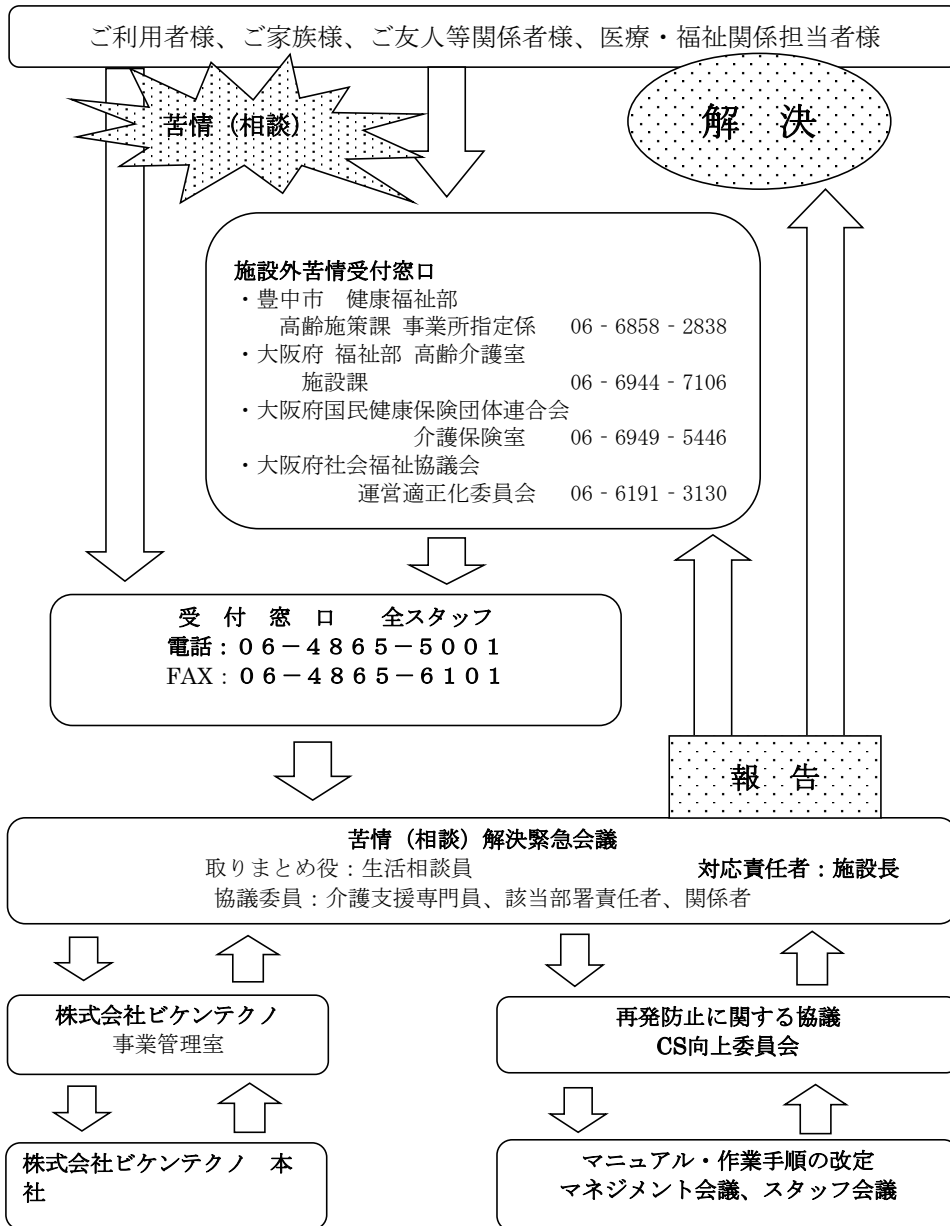 ご利用者様、ご家族様、ご友人等関係者様、医療・福祉関係担当者様
苦情（相談）
解　決
施設外苦情受付窓口
・豊中市　健康福祉部
高齢施策課 事業所指定係　06‐6858‐2838
・大阪府 福祉部 高齢介護室
施設課　06‐6944‐7106
・大阪府国民健康保険団体連合会
介護保険室　06‐6949‐5446
・大阪府社会福祉協議会
運営適正化委員会　06‐6191‐3130
受　付　窓　口　　全スタッフ
電話：０６－４８６５－５００１
FAX：０６－４８６５－６１０１
報　告
苦情（相談）解決緊急会議
取りまとめ役：生活相談員　対応責任者：施設長
協議委員：介護支援専門員、該当部署責任者、関係者
株式会社ビケンテクノ
事業管理室
再発防止に関する協議
CS向上委員会
株式会社ビケンテクノ　本
社
マニュアル・作業手順の改定
マネジメント会議、スタッフ会議